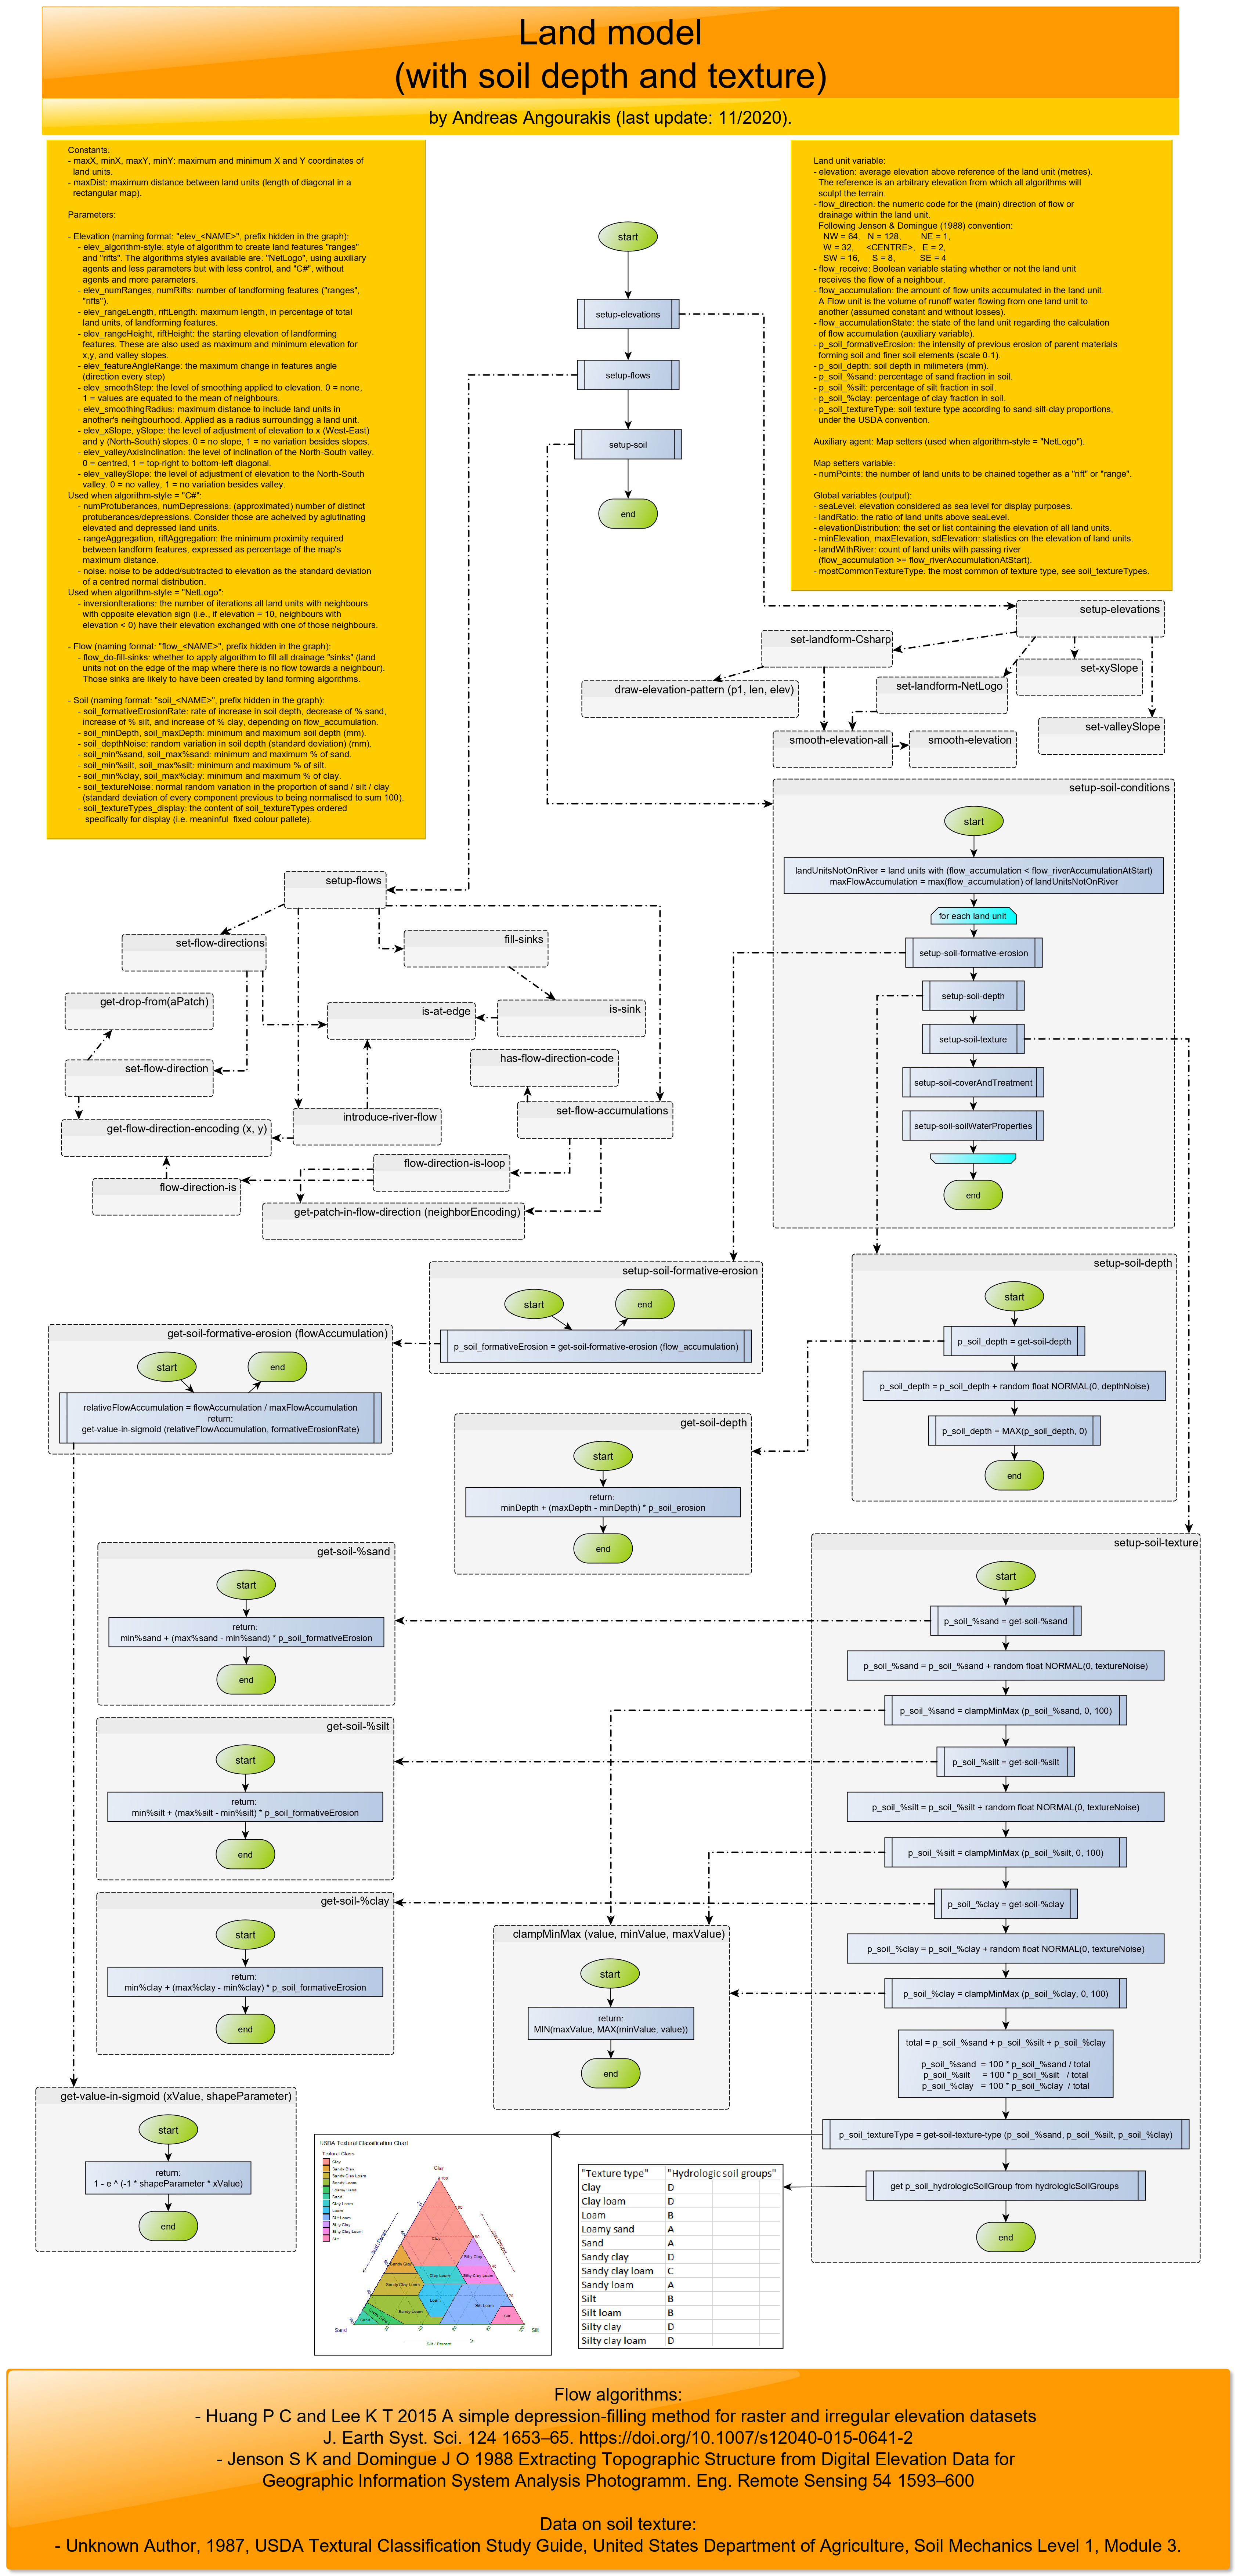 Land model
(with soil depth and texture)
by Andreas Angourakis (last update: 11/2020).
Constants:
- maxX, minX, maxY, minY: maximum and minimum X and Y coordinates of
land units.
- maxDist: maximum distance between land units (length of diagonal in a
rectangular map).
Parameters:
- Elevation (naming format: "elev_<NAME>", prefix hidden in the graph):
- elev_algorithm-style: style of algorithm to create land features "ranges"
and "rifts". The algorithms styles available are: "NetLogo", using auxiliary
agents and less parameters but with less control, and "C#", without
agents and more parameters.
- elev_numRanges, numRifts: number of landforming features ("ranges",
"rifts").
- elev_rangeLength, riftLength: maximum length, in percentage of total
land units, of landforming features.
- elev_rangeHeight, riftHeight: the starting elevation of landforming
features. These are also used as maximum and minimum elevation for
x,y, and valley slopes.
- elev_featureAngleRange: the maximum change in features angle
(direction every step)
- elev_smoothStep: the level of smoothing applied to elevation. 0 = none,
1 = values are equated to the mean of neighbours.
- elev_smoothingRadius: maximum distance to include land units in
another's neihgbourhood. Applied as a radius surroundingg a land unit.
- elev_xSlope, ySlope: the level of adjustment of elevation to x (West-East)
and y (North-South) slopes. 0 = no slope, 1 = no variation besides slopes.
- elev_valleyAxisInclination: the level of inclination of the North-South valley.
0 = centred, 1 = top-right to bottom-left diagonal.
- elev_valleySlope: the level of adjustment of elevation to the North-South
valley. 0 = no valley, 1 = no variation besides valley.
Used when algorithm-style = "C#":
- numProtuberances, numDepressions: (approximated) number of distinct
protuberances/depressions. Consider those are acheived by aglutinating
elevated and depressed land units.
- rangeAggregation, riftAggregation: the minimum proximity required
between landform features, expressed as percentage of the map's
maximum distance.
- noise: noise to be added/subtracted to elevation as the standard deviation
of a centred normal distribution.
Used when algorithm-style = "NetLogo":
- inversionIterations: the number of iterations all land units with neighbours
with opposite elevation sign (i.e., if elevation = 10, neighbours with
elevation < 0) have their elevation exchanged with one of those neighbours.
- Flow (naming format: "flow_<NAME>", prefix hidden in the graph):
- flow_do-fill-sinks: whether to apply algorithm to fill all drainage "sinks" (land
units not on the edge of the map where there is no flow towards a neighbour).
Those sinks are likely to have been created by land forming algorithms.
- Soil (naming format: "soil_<NAME>", prefix hidden in the graph):
- soil_formativeErosionRate: rate of increase in soil depth, decrease of % sand,
increase of % silt, and increase of % clay, depending on flow_accumulation.
- soil_minDepth, soil_maxDepth: minimum and maximum soil depth (mm).
- soil_depthNoise: random variation in soil depth (standard deviation) (mm).
- soil_min%sand, soil_max%sand: minimum and maximum % of sand.
- soil_min%silt, soil_max%silt: minimum and maximum % of silt.
- soil_min%clay, soil_max%clay: minimum and maximum % of clay.
- soil_textureNoise: normal random variation in the proportion of sand / silt / clay
(standard deviation of every component previous to being normalised to sum 100).
- soil_textureTypes_display: the content of soil_textureTypes ordered
specifically for display (i.e. meaninful fixed colour pallete).
Land unit variable:
- elevation: average elevation above reference of the land unit (metres).
The reference is an arbitrary elevation from which all algorithms will
sculpt the terrain.
- flow_direction: the numeric code for the (main) direction of flow or
drainage within the land unit.
Following Jenson & Domingue (1988) convention:
NW = 64, N = 128, NE = 1,
W = 32, <CENTRE>, E = 2,
SW = 16, S = 8, SE = 4
- flow_receive: Boolean variable stating whether or not the land unit
receives the flow of a neighbour.
- flow_accumulation: the amount of flow units accumulated in the land unit.
A Flow unit is the volume of runoff water flowing from one land unit to
another (assumed constant and without losses).
- flow_accumulationState: the state of the land unit regarding the calculation
of flow accumulation (auxiliary variable).
- p_soil_formativeErosion: the intensity of previous erosion of parent materials
forming soil and finer soil elements (scale 0-1).
- p_soil_depth: soil depth in milimeters (mm).
- p_soil_%sand: percentage of sand fraction in soil.
- p_soil_%silt: percentage of silt fraction in soil.
- p_soil_%clay: percentage of clay fraction in soil.
- p_soil_textureType: soil texture type according to sand-silt-clay proportions,
under the USDA convention.
Auxiliary agent: Map setters (used when algorithm-style = "NetLogo").
Map setters variable:
- numPoints: the number of land units to be chained together as a "rift" or "range".
Global variables (output):
- seaLevel: elevation considered as sea level for display purposes.
- landRatio: the ratio of land units above seaLevel.
- elevationDistribution: the set or list containing the elevation of all land units.
- minElevation, maxElevation, sdElevation: statistics on the elevation of land units.
- landWithRiver: count of land units with passing river
(flow_accumulation >= flow_riverAccumulationAtStart).
- mostCommonTextureType: the most common of texture type, see soil_textureTypes.
start
setup-elevations
setup-flows
setup-soil
end
setup-elevations
set-landform-Csharp
set-xySlope
draw-elevation-pattern (p1, len, elev)
set-landform-NetLogo
set-valleySlope
smooth-elevation-all
smooth-elevation
setup-soil-conditions
start
landUnitsNotOnRiver = land units with (flow_accumulation < flow_riverAccumulationAtStart)
maxFlowAccumulation = max(flow_accumulation) of landUnitsNotOnRiver
for each land unit
setup-soil-formative-erosion
setup-soil-depth
setup-soil-texture
setup-soil-coverAndTreatment
setup-soil-soilWaterProperties
end
setup-flows
set-flow-directions
fill-sinks
get-drop-from(aPatch)
is-at-edge
is-sink
has-flow-direction-code
set-flow-direction
set-flow-accumulations
introduce-river-flow
get-flow-direction-encoding (x, y)
flow-direction-is-loop
flow-direction-is
get-patch-in-flow-direction (neighborEncoding)
setup-soil-formative-erosion
start
end
p_soil_formativeErosion = get-soil-formative-erosion (flow_accumulation)
get-soil-formative-erosion (flowAccumulation)
start
end
relativeFlowAccumulation = flowAccumulation / maxFlowAccumulation
return:
get-value-in-sigmoid (relativeFlowAccumulation, formativeErosionRate)
setup-soil-depth
start
p_soil_depth = get-soil-depth
p_soil_depth = p_soil_depth + random float NORMAL(0, depthNoise)
p_soil_depth = MAX(p_soil_depth, 0)
end
get-soil-depth
start
return:
minDepth + (maxDepth - minDepth) * p_soil_erosion
end
setup-soil-texture
start
p_soil_%sand = get-soil-%sand
p_soil_%sand = p_soil_%sand + random float NORMAL(0, textureNoise)
p_soil_%sand = clampMinMax (p_soil_%sand, 0, 100)
p_soil_%silt = get-soil-%silt
p_soil_%silt = p_soil_%silt + random float NORMAL(0, textureNoise)
p_soil_%silt = clampMinMax (p_soil_%silt, 0, 100)
p_soil_%clay = get-soil-%clay
p_soil_%clay = p_soil_%clay + random float NORMAL(0, textureNoise)
p_soil_%clay = clampMinMax (p_soil_%clay, 0, 100)
total = p_soil_%sand + p_soil_%silt + p_soil_%clay
p_soil_%sand = 100 * p_soil_%sand / total
p_soil_%silt = 100 * p_soil_%silt / total
p_soil_%clay = 100 * p_soil_%clay / total
p_soil_textureType = get-soil-texture-type (p_soil_%sand, p_soil_%silt, p_soil_%clay)
get p_soil_hydrologicSoilGroup from hydrologicSoilGroups
end
get-soil-%sand
start
return:
min%sand + (max%sand - min%sand) * p_soil_formativeErosion
end
get-soil-%silt
start
return:
min%silt + (max%silt - min%silt) * p_soil_formativeErosion
end
get-soil-%clay
start
return:
min%clay + (max%clay - min%clay) * p_soil_formativeErosion
end
clampMinMax (value, minValue, maxValue)
start
return:
MIN(maxValue, MAX(minValue, value))
end
get-value-in-sigmoid (xValue, shapeParameter)
start
return:
1 - e ^ (-1 * shapeParameter * xValue)
end
USDA Textural Classification Chart
Textural Class
Clay
Sandy Clay
Sandy Clay Loam
Sandy Loam
Loamy Sand
Sand
Clay Loam
Loam
Silt Loam
Silty Clay
Silty Clay Loam
Silt
Clay
Clay
Silty Clay
Sandy Clay
Clay Loam
Silty Clay Loam
Sandy Clay Loam
Loam
Silt Loam
Sandy Loam
Silt
Sand
Sand
Silt
Silt - Percent
"Texture type" "Hydrologic soil groups"
Clay D
Clay loam D
Loam B
Loamy sand A
Sand A
Sandy clay D
Sandy clay loam C
Sandy loam A
Silt B
Silt loam B
Silty clay D
Silty clay loam D
Flow algorithms:
- Huang P C and Lee K T 2015 A simple depression-filling method for raster and irregular elevation datasets
J. Earth Syst. Sci. 124 1653–65. https://doi.org/10.1007/s12040-015-0641-2
- Jenson S K and Domingue J O 1988 Extracting Topographic Structure from Digital Elevation Data for
Geographic Information System Analysis Photogramm. Eng. Remote Sensing 54 1593–600
Data on soil texture:
- Unknown Author, 1987, USDA Textural Classification Study Guide, United States Department of Agriculture, Soil Mechanics Level 1, Module 3.